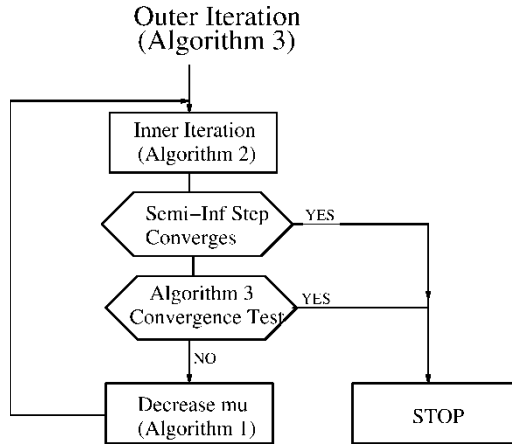 Outer Iteration
(Algorithm 3)
Inner Iteration
(Algorithm 2)
Semi-Inf Step
Converges
YES
Algorithm 3
Convergence Test
YES
NO
Decrease mu
(Algorithm 1)
STOP